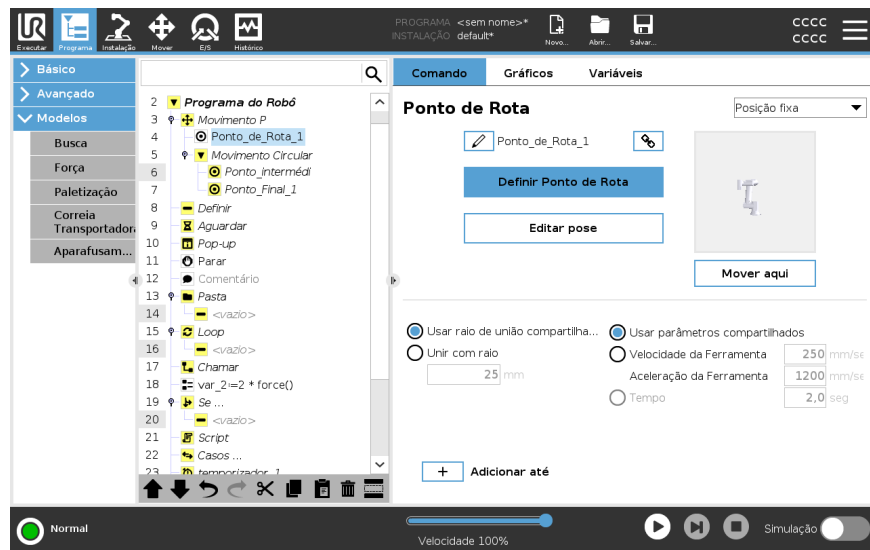 PROGRAMA <sem nome>*
INSTALAÇÃO default*
Executar
Programa
Instalação
Mover
E/S
Histórico
Novo...
Abrir...
Salvar...
CCCC
CCCC
Básico
Avançado
Modelos
Busca
Força
Paletização
Correia
Transportador
Aparafusam...
2 Programa do Robô
3 Movimento P
4 Ponto_de_Rota_1
5 Movimento Circular
6 Ponto_intermédi
7 Ponto_Final_1
8 Definir
9 Aguardar
10 Pop-up
11 Parar
12 Comentário
13 Pasta
14 <vazio>
15 Loop
16 <vazio>
17 Chamar
18 var_2≔2 * force()
19 Se ...
20 <vazio>
21 Script
22 Casos ...
23 temporizador_1
Comando
Gráficos
Variáveis
Ponto de Rota
Posição fixa
Ponto_de_Rota_1
Definir Ponto de Rota
Editar pose
Mover aqui
Usar raio de união compartilha...
Unir com raio
25 mm
Usar parâmetros compartilhados
Velocidade da Ferramenta 250 mm/se
Aceleração da Ferramenta 1200 mm/se
Tempo 2,0 seg
+ Adicionar até
Normal
Velocidade 100%
Simulação